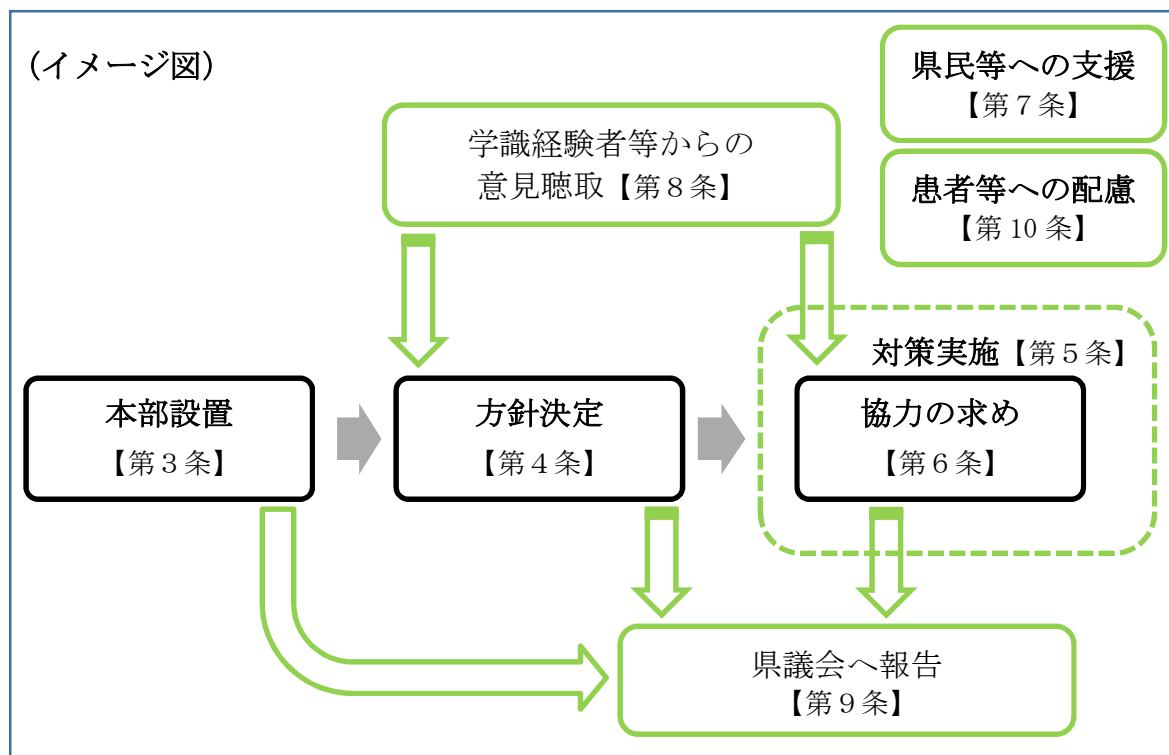 (イメージ図)
県民等への支援
【第７条】
学識経験者等からの
意見聴取【第８条】
患者等への配慮
【第 10 条】
対策実施【第５条】
本部設置
【第３条】
方針決定
【第４条】
協力の求め
【第６条】
県議会へ報告
【第９条】